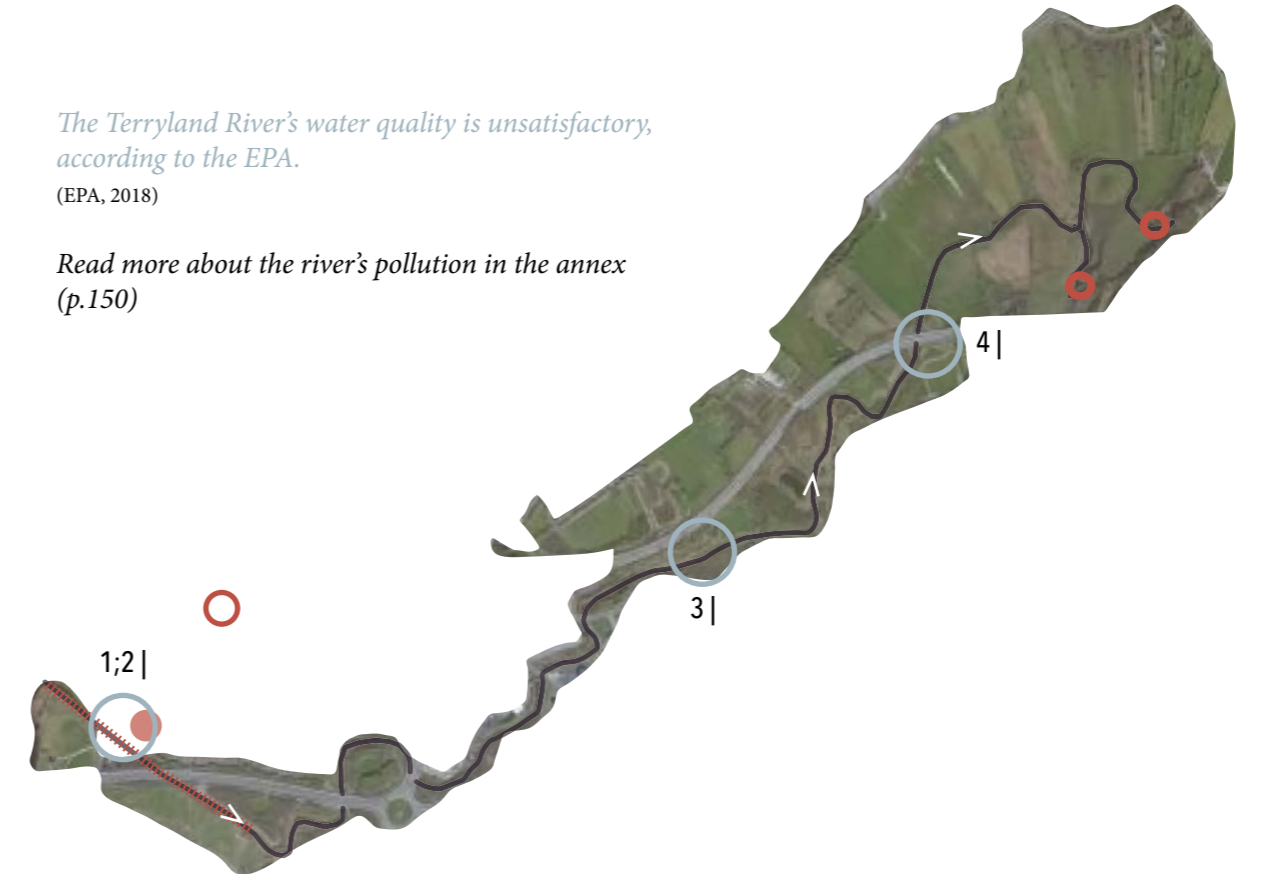 The Terryland River's water quality is unsatisfactory,
according to the EPA.
(EPA, 2018)
Read more about the river's pollution in the annex
(p.150)
4 |
3 |
1;2 |